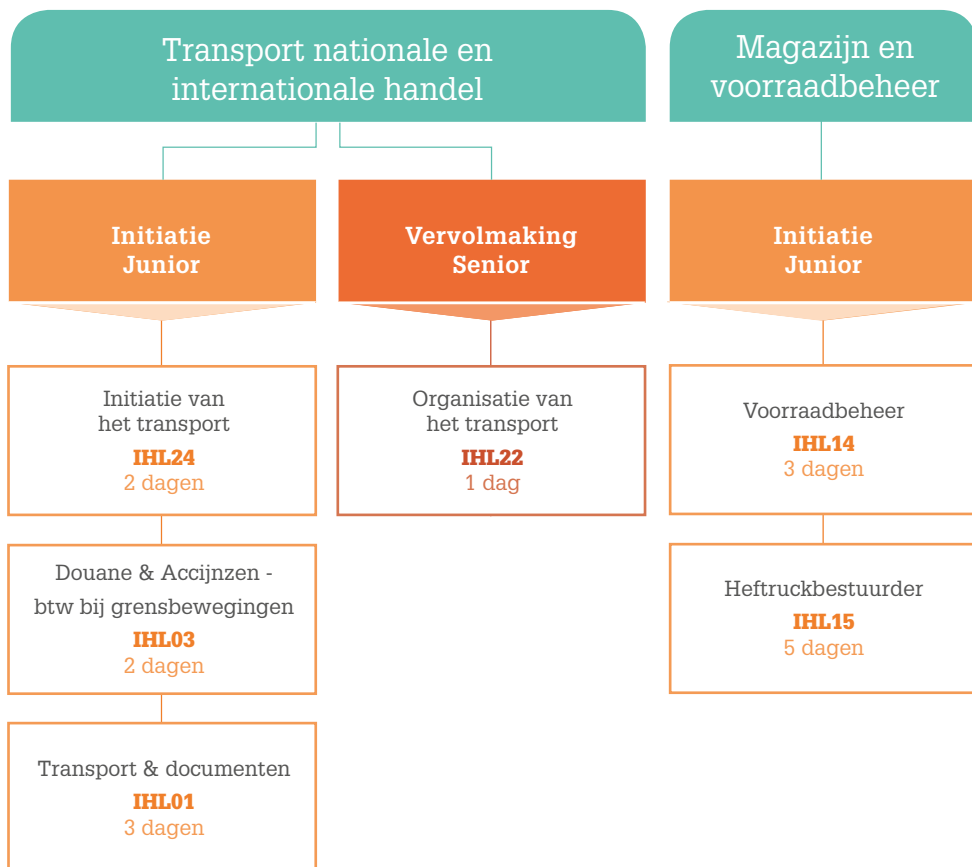 Transport nationale en
internationale handel
Initiatie
Junior
Initiatie van
het transport
IHL24
2 dagen
Douane & Accijnzen -
btw bij grensbewegingen
IHL03
2 dagen
Transport & documenten
IHL01
3 dagen
Vervolmaking
Senior
Organisatie van
het transport
IHL22
1 dag
Magazijn en
voorraadbeheer
Initiatie
Junior
Voorraadbeheer
IHL14
3 dagen
Heftruckbestuurder
IHL15
5 dagen